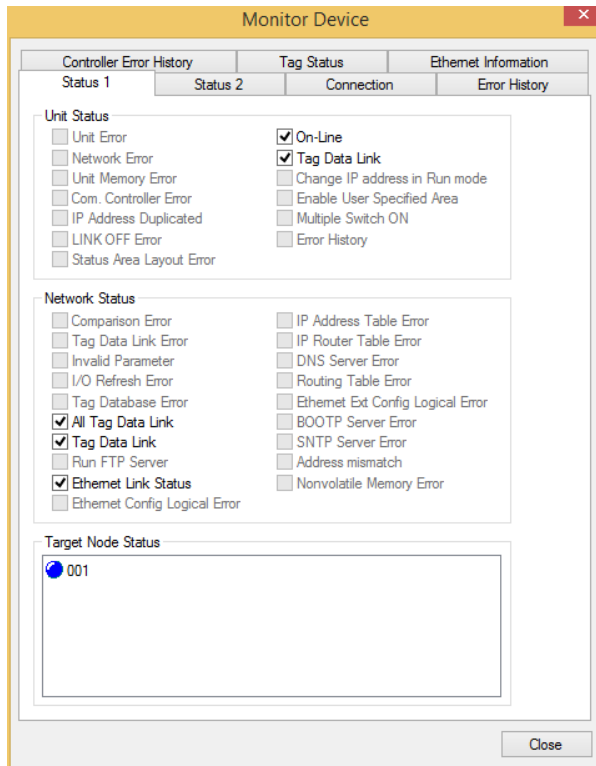 Monitor Device
Controller Error History
Tag Status
Ethernet Information
Status 1
Status 2
Connection
Error History
Unit Status
Unit Error
Network Error
Unit Memory Error
Com. Controller Error
IP Address Duplicated
LINK OFF Error
Status Area Layout Error
On-Line
Tag Data Link
Change IP address in Run mode
Enable User Specified Area
Multiple Switch ON
Error History
Network Status
Comparison Error
Tag Data Link Error
Invalid Parameter
I/O Refresh Error
Tag Database Error
All Tag Data Link
Tag Data Link
Run FTP Server
Ethernet Link Status
Ethernet Config Logical Error
IP Address Table Error
IP Router Table Error
DNS Server Error
Routing Table Error
Ethernet Ext Config Logical Error
BOOTP Server Error
SNTP Server Error
Address mismatch
Nonvolatile Memory Error
Target Node Status
001
Close